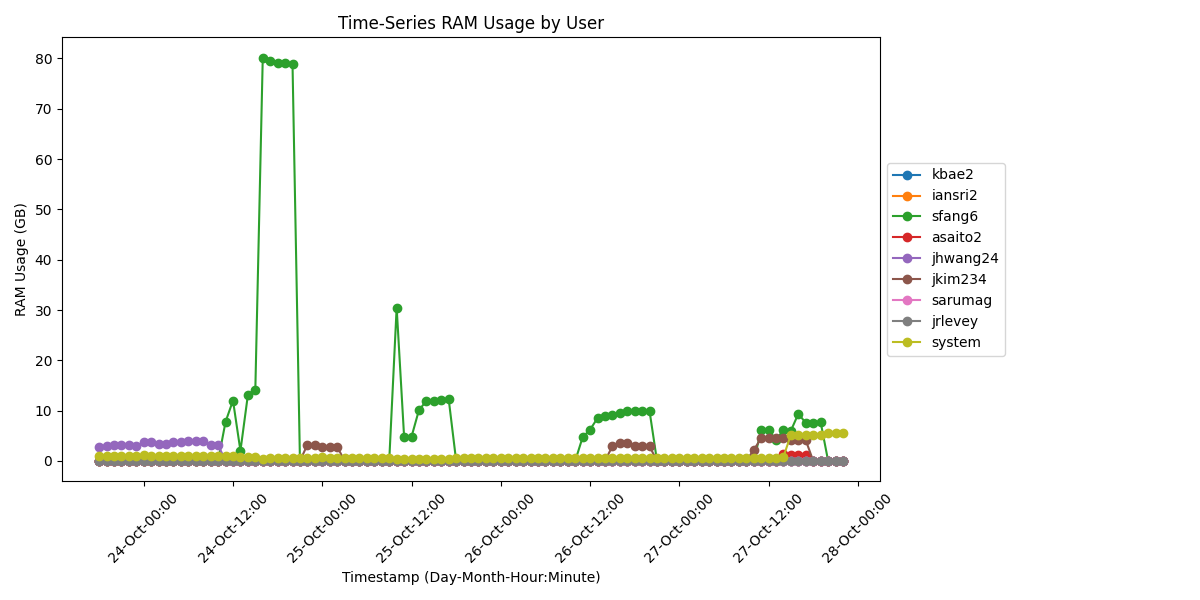 Time-Series RAM Usage by User
RAM Usage (GB)
80
70
60
50
40
30
20
10
0
24-Oct-00:00
24-Oct-12:00
25-Oct-00:00
25-Oct-12:00
26-Oct-00:00
26-Oct-12:00
27-Oct-00:00
27-Oct-12:00
28-Oct-00:00
Timestamp (Day-Month-Hour:Minute)
kbae2
iansri2
sfang6
asaito2
jhwang24
jkim234
sarumag
jrlevey
system